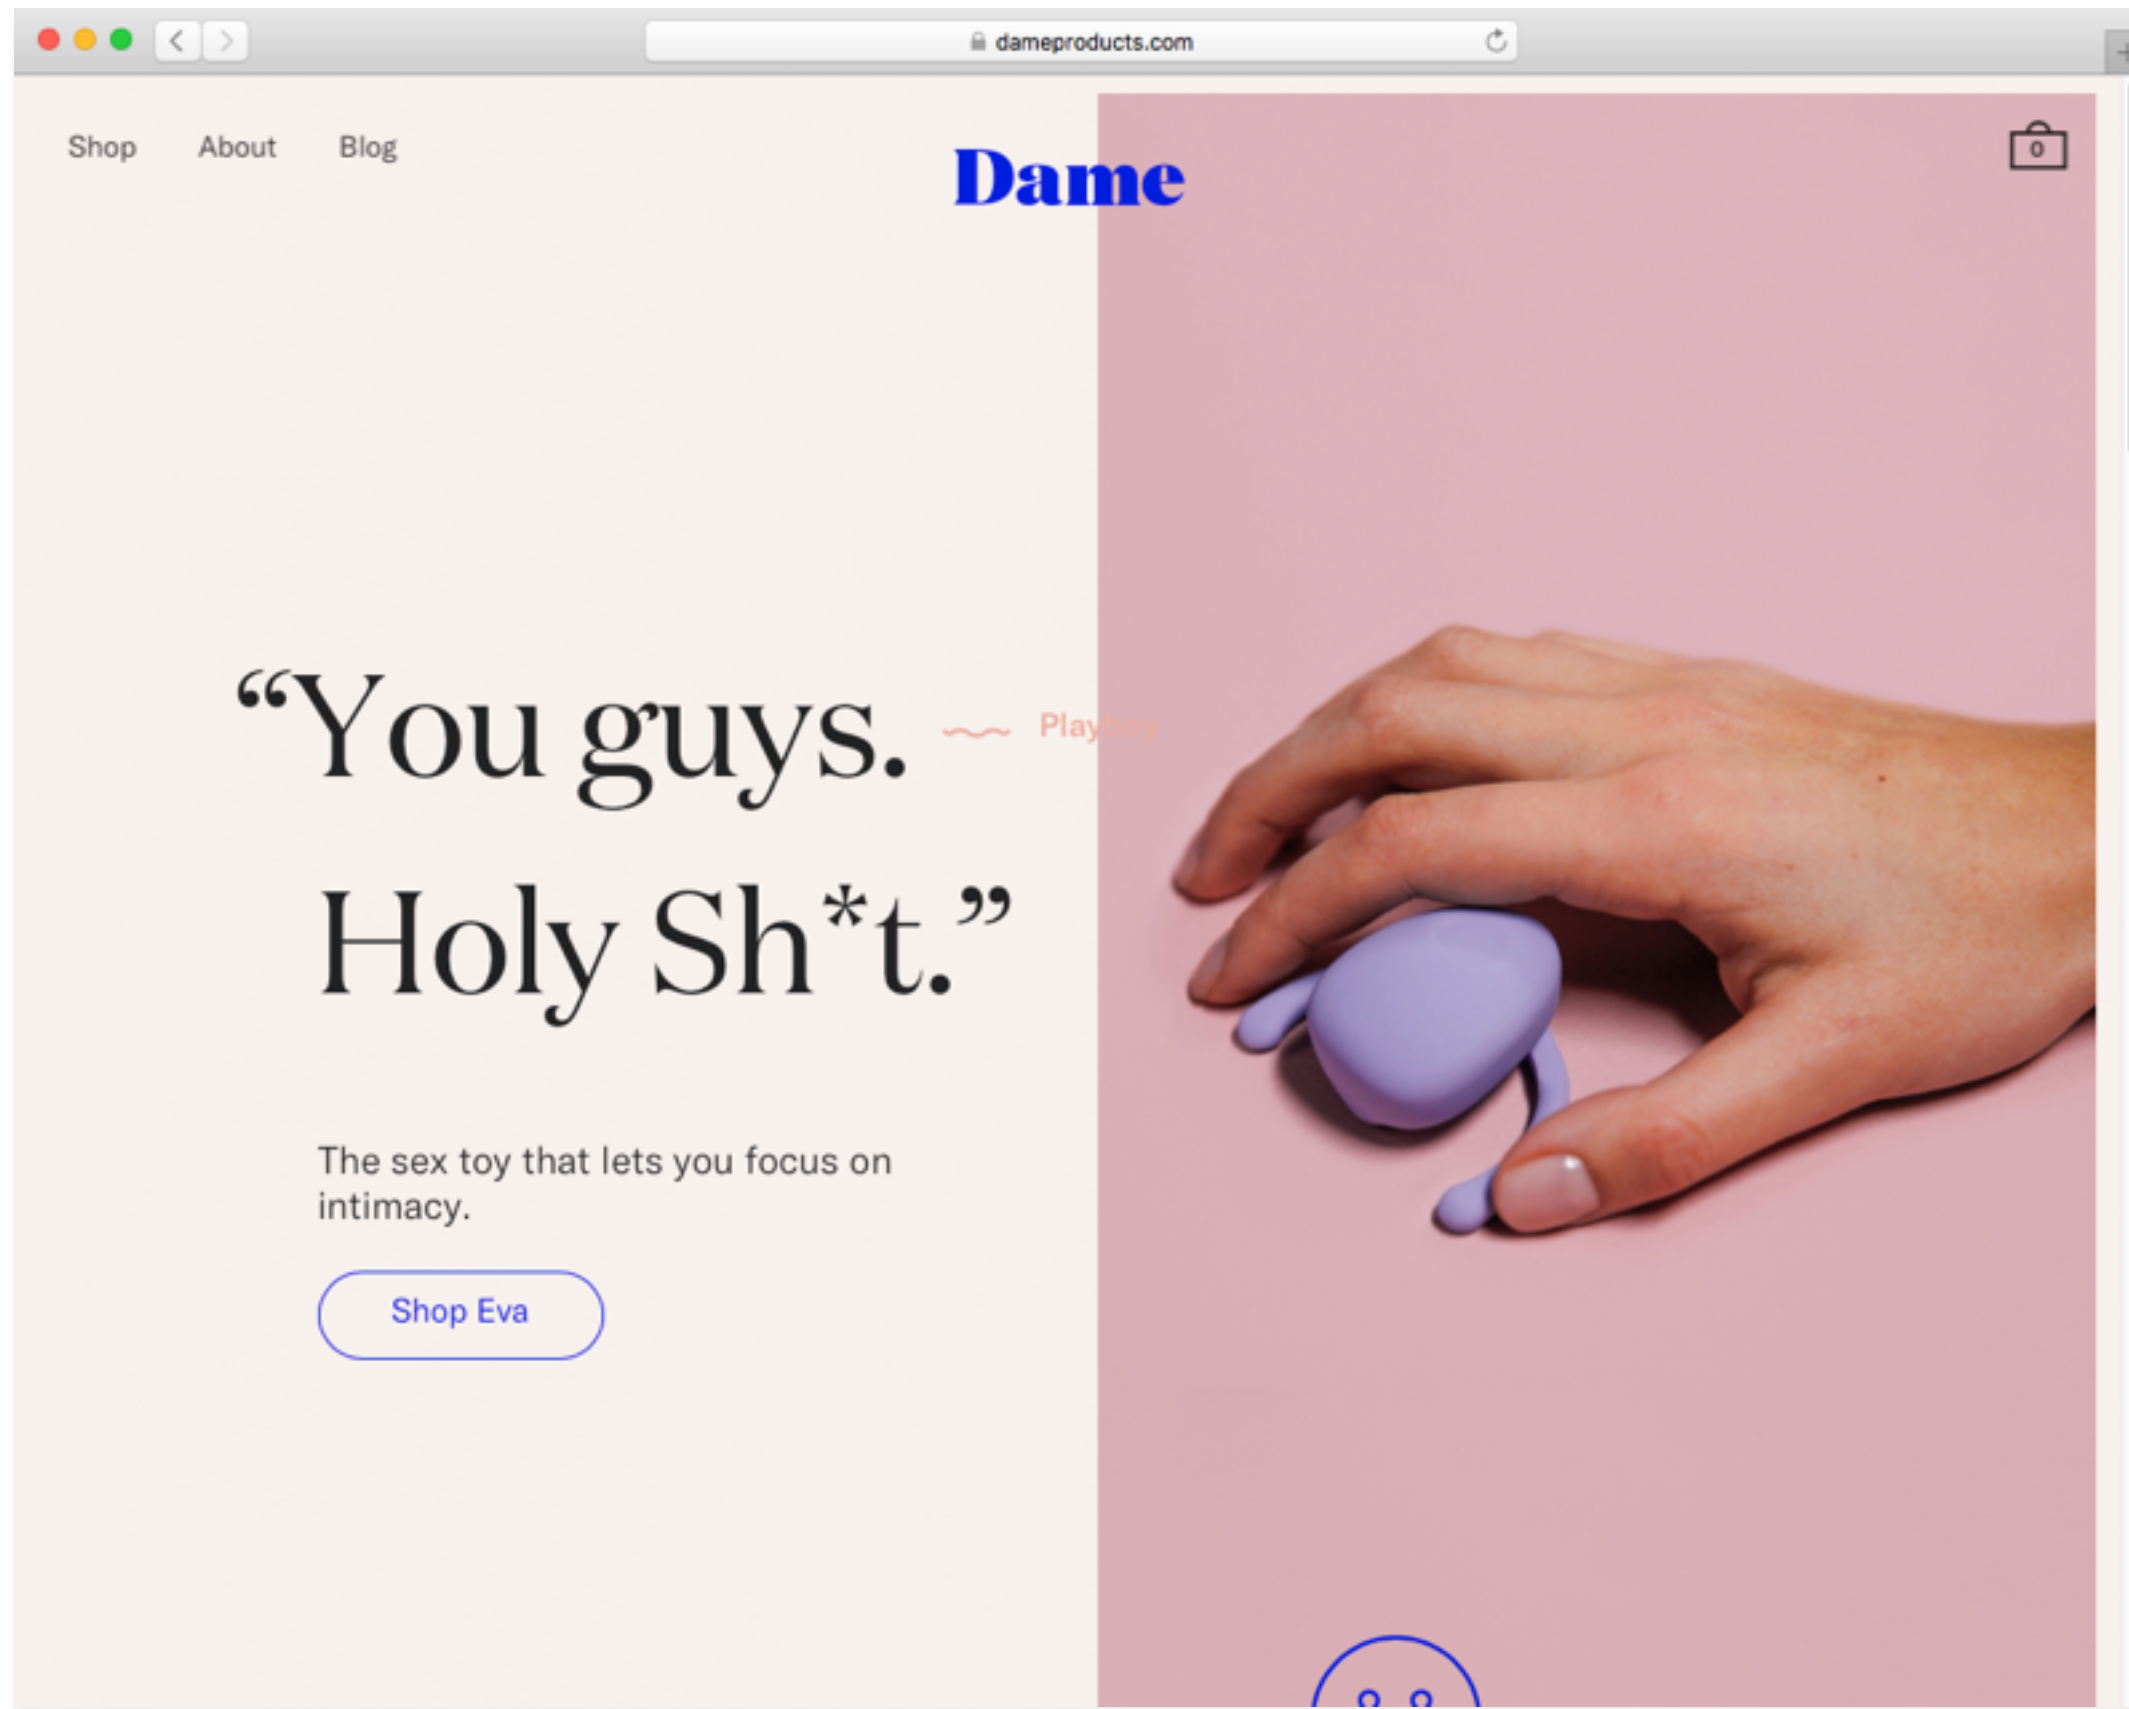 dameproducts.com
Shop About Blog
Dame
0
“You guys.
Playboy
Holy Sh*t.”
The sex toy that lets you focus on
intimacy.
Shop Eva